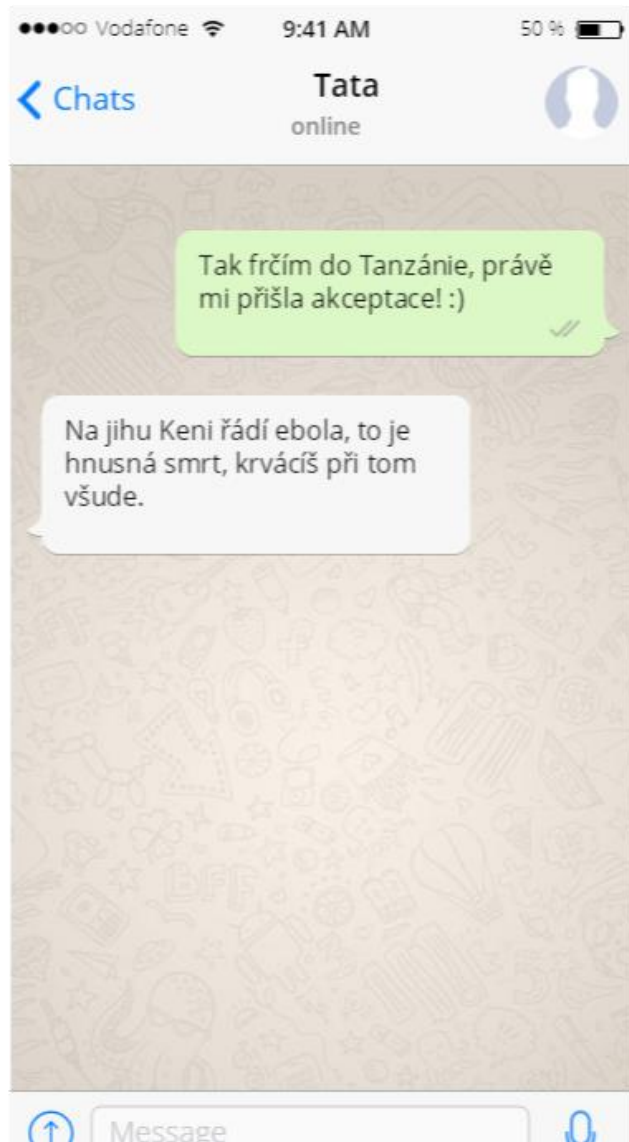 Vodafone 9:41 AM 50 %
Chats Tata
online
Tak frčím do Tanzánie, právě
mi přišla akceptace! :)
Na jihu Keni řádí ebola, to je
hnusná smrt, krvácíš při tom
všude.
BFF
Message